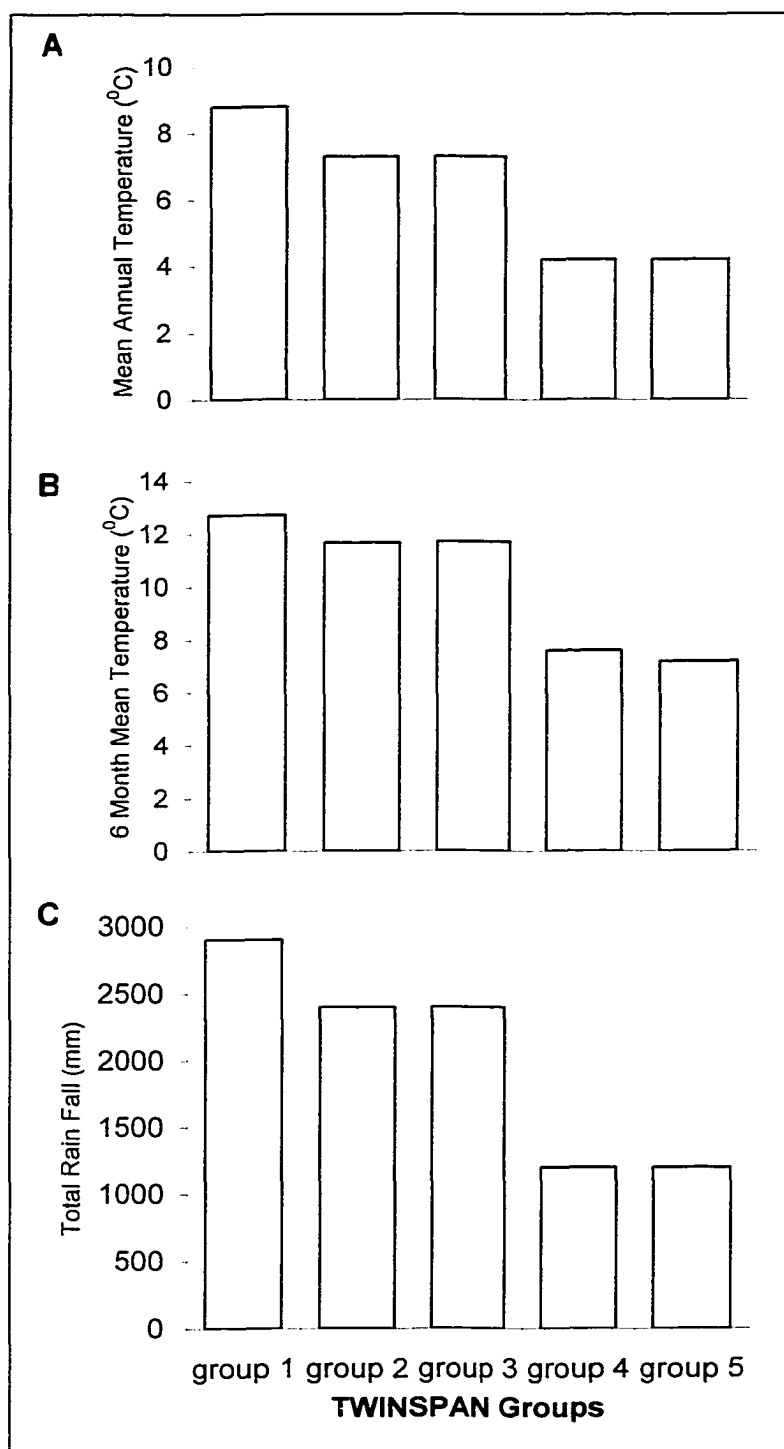 A
Mean Annual Temperature (⁰C)
10
8
6
4
2
0
B
6 Month Mean Temperature (⁰C)
14
12
10
8
6
4
2
0
C
Total Rain Fall (mm)
3000
2500
2000
1500
1000
500
0
group 1 group 2 group 3 group 4 group 5
TWINSPAN Groups